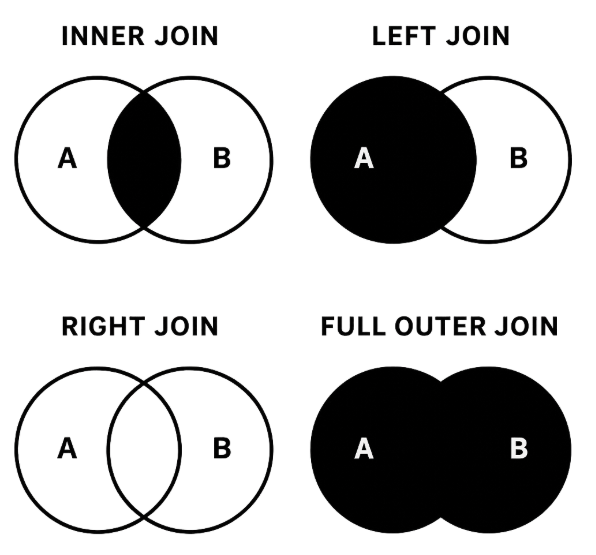 INNER JOIN
A B
LEFT JOIN
A B
RIGHT JOIN
A B
FULL OUTER JOIN
A B